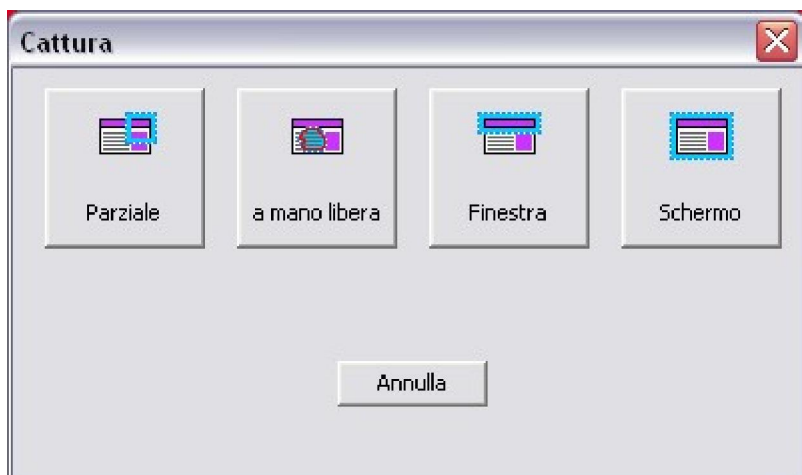 Cattura
Parziale
a mano libera
Finestra
Schermo
Annulla